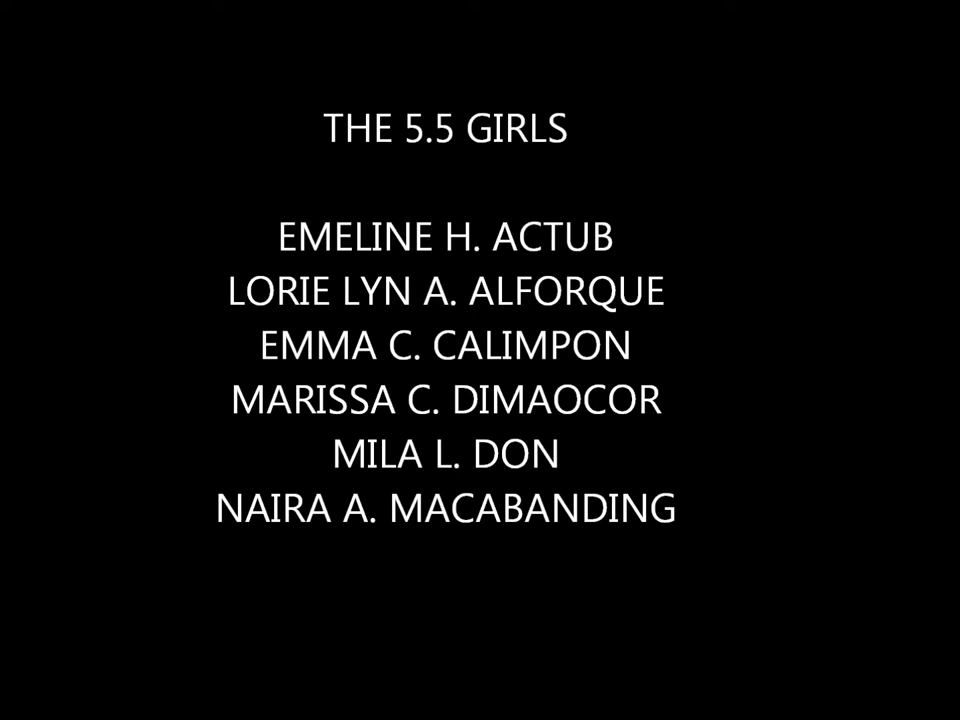 THE 5.5 GIRLS
EMELINE H. ACTUB
LORIE LYN A. ALFORQUE
EMMA C. CALIMPON
MARISSA C. DIMAOCOR
MILA L. DON
NAIRA A. MACABANDING